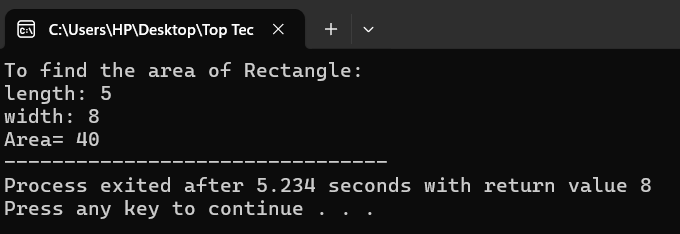 C:\Users\HP\Desktop\Top Tec
To find the area of Rectangle:
length: 5
width: 8
Area= 40
--------------------------------
Process exited after 5.234 seconds with return value 8
Press any key to continue . . .